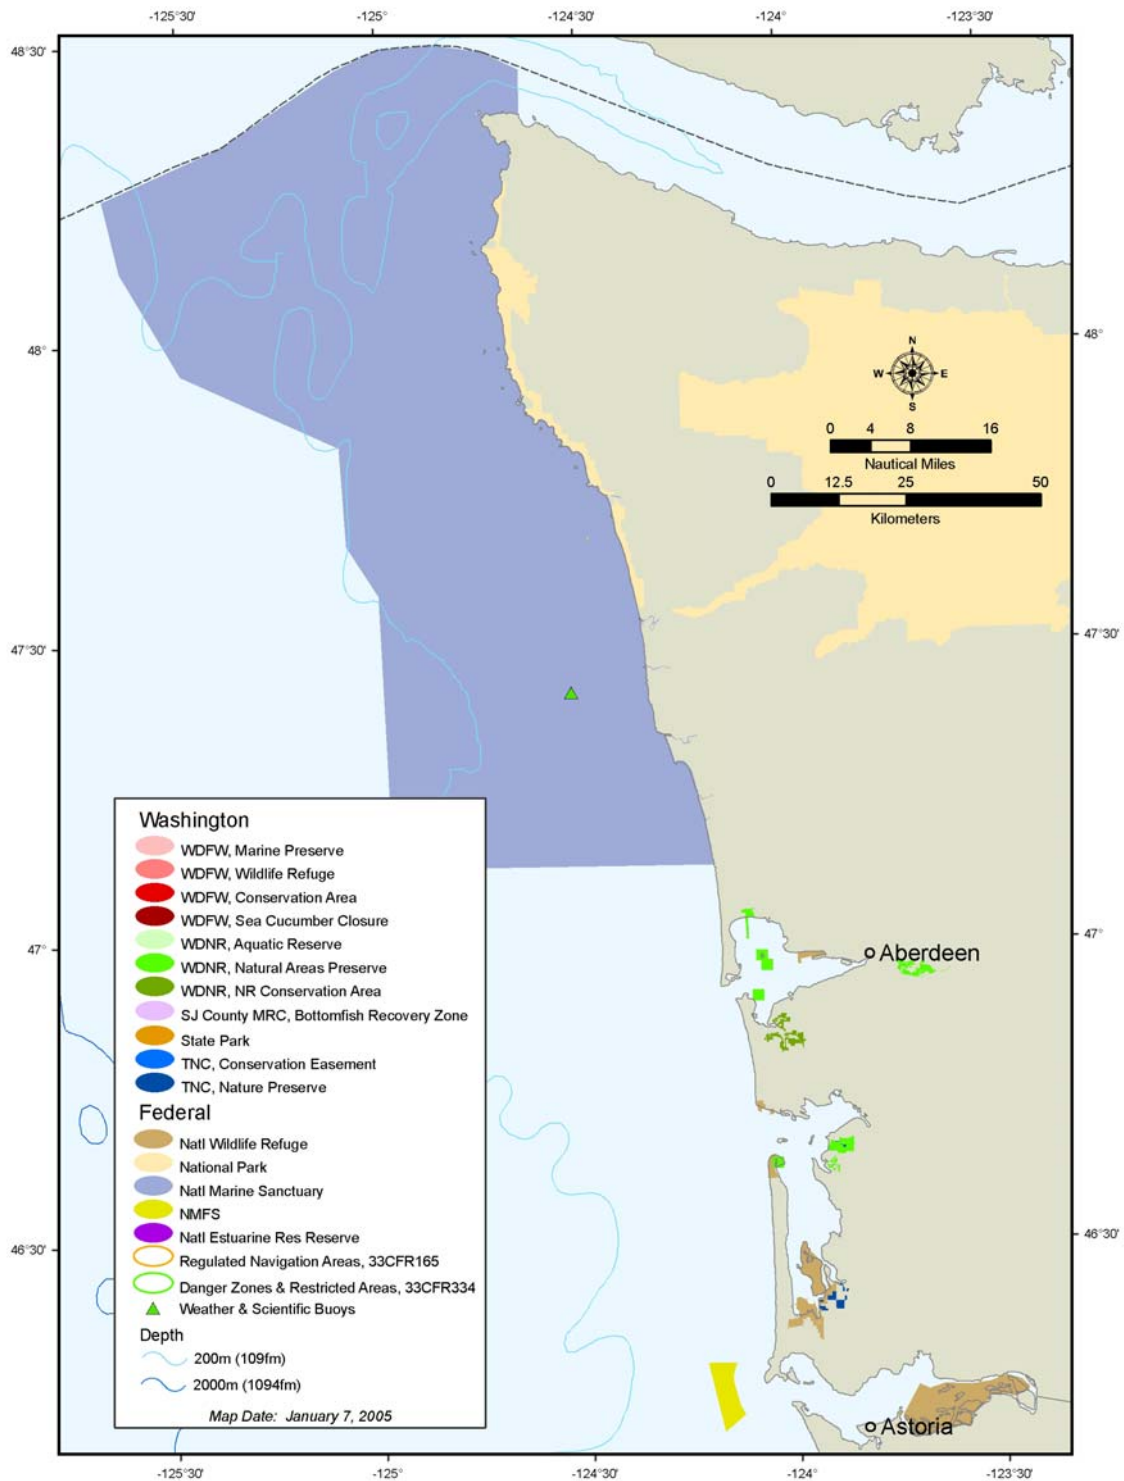 -125°30' -125° -124°30' -124° -123°30'
48°30'
48° 48°
N
W E
S
0 4 8 16
Nautical Miles
0 12.5 25 50
Kilometers
47°30' 47°30'
Washington
WDFW, Marine Preserve
WDFW, Wildlife Refuge
WDFW, Conservation Area
WDFW, Sea Cucumber Closure
WDNR, Aquatic Reserve
WDNR, Natural Areas Preserve
WDNR, NR Conservation Area
SJ County MRC, Bottomfish Recovery Zone
State Park
TNC, Conservation Easement
TNC, Nature Preserve
Federal
Natl Wildlife Refuge
National Park
Natl Marine Sanctuary
NMFS
Natl Estuarine Res Reserve
Regulated Navigation Areas, 33CFR165
Danger Zones & Restricted Areas, 33CFR334
Weather & Scientific Buoys
Depth
200m (109fm)
2000m (1094fm)
Map Date: January 7, 2005
47° 47°
Aberdeen
46°30' 46°30'
Astoria
-125°30' -125° -124°30' -124° -123°30'